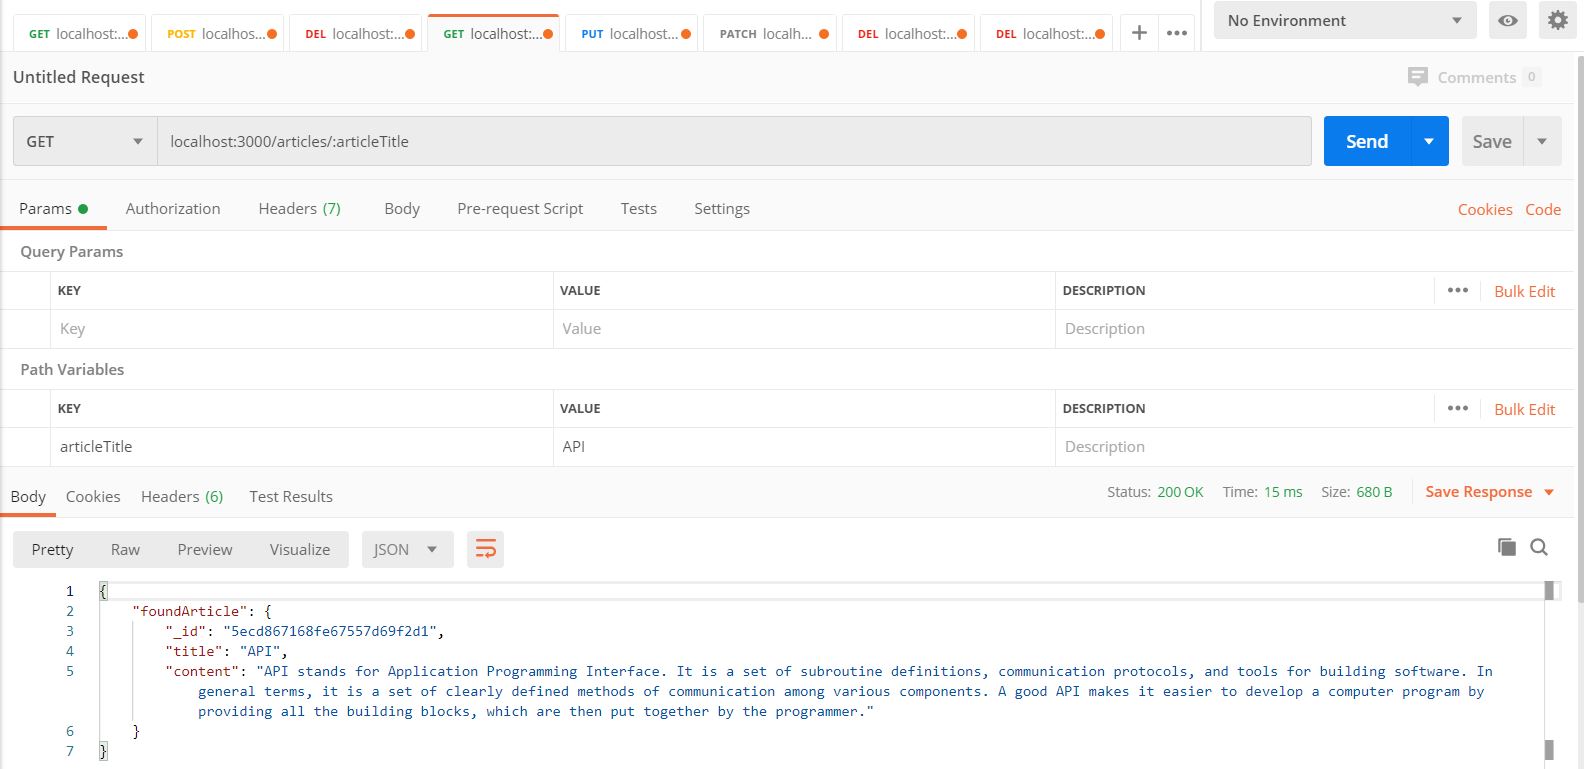 GET localhost:... POST localhos... DEL localhost:... GET localhost:... PUT localhost... PATCH localh... DEL localhost:... DEL localhost:... + ••• No Environment
Untitled Request Comments 0
GET localhost:3000/articles/:articleTitle Send Save
Params Authorization Headers (7) Body Pre-request Script Tests Settings Cookies Code
Query Params
KEY VALUE DESCRIPTION ••• Bulk Edit
Key Value Description
Path Variables
KEY VALUE DESCRIPTION ••• Bulk Edit
articleTitle API Description
Body Cookies Headers (6) Test Results Status: 200 OK Time: 15 ms Size: 680 B Save Response
Pretty Raw Preview Visualize JSON
1 {
2 "foundArticle": {
3 "_id": "5ecd867168fe67557d69f2d1",
4 "title": "API",
5 "content": "API stands for Application Programming Interface. It is a set of subroutine definitions, communication protocols, and tools for building software. In
general terms, it is a set of clearly defined methods of communication among various components. A good API makes it easier to develop a computer program by
providing all the building blocks, which are then put together by the programmer."
6 }
7 }